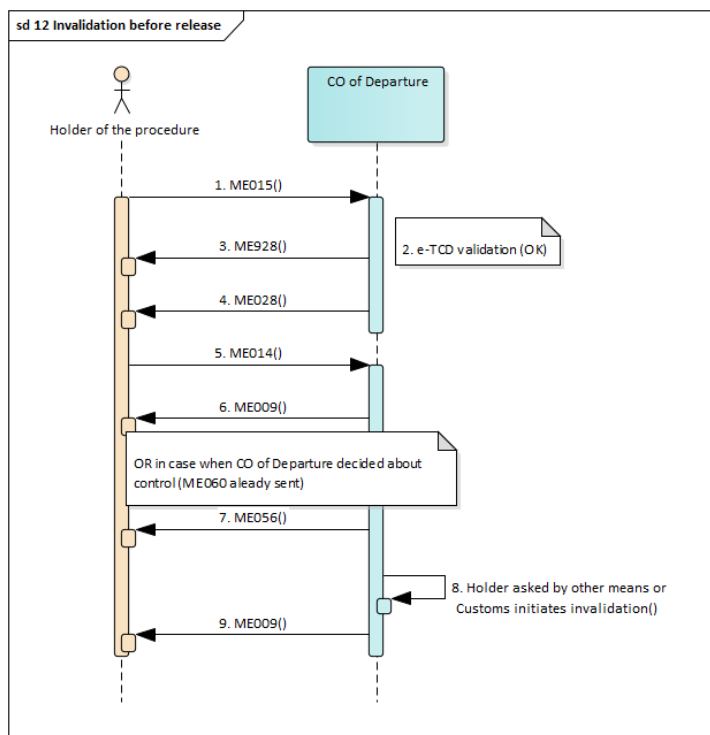 sd 12 Invalidation before release
CO of Departure
Holder of the procedure
1. ME015()
2. e-TCD validation (OK)
3. ME928()
4. ME028()
5. ME014()
6. ME009()
OR in case when CO of Departure decided about
control (ME060 aleady sent)
7. ME056()
8. Holder asked by other means or
Customs initiates invalidation()
9. ME009()